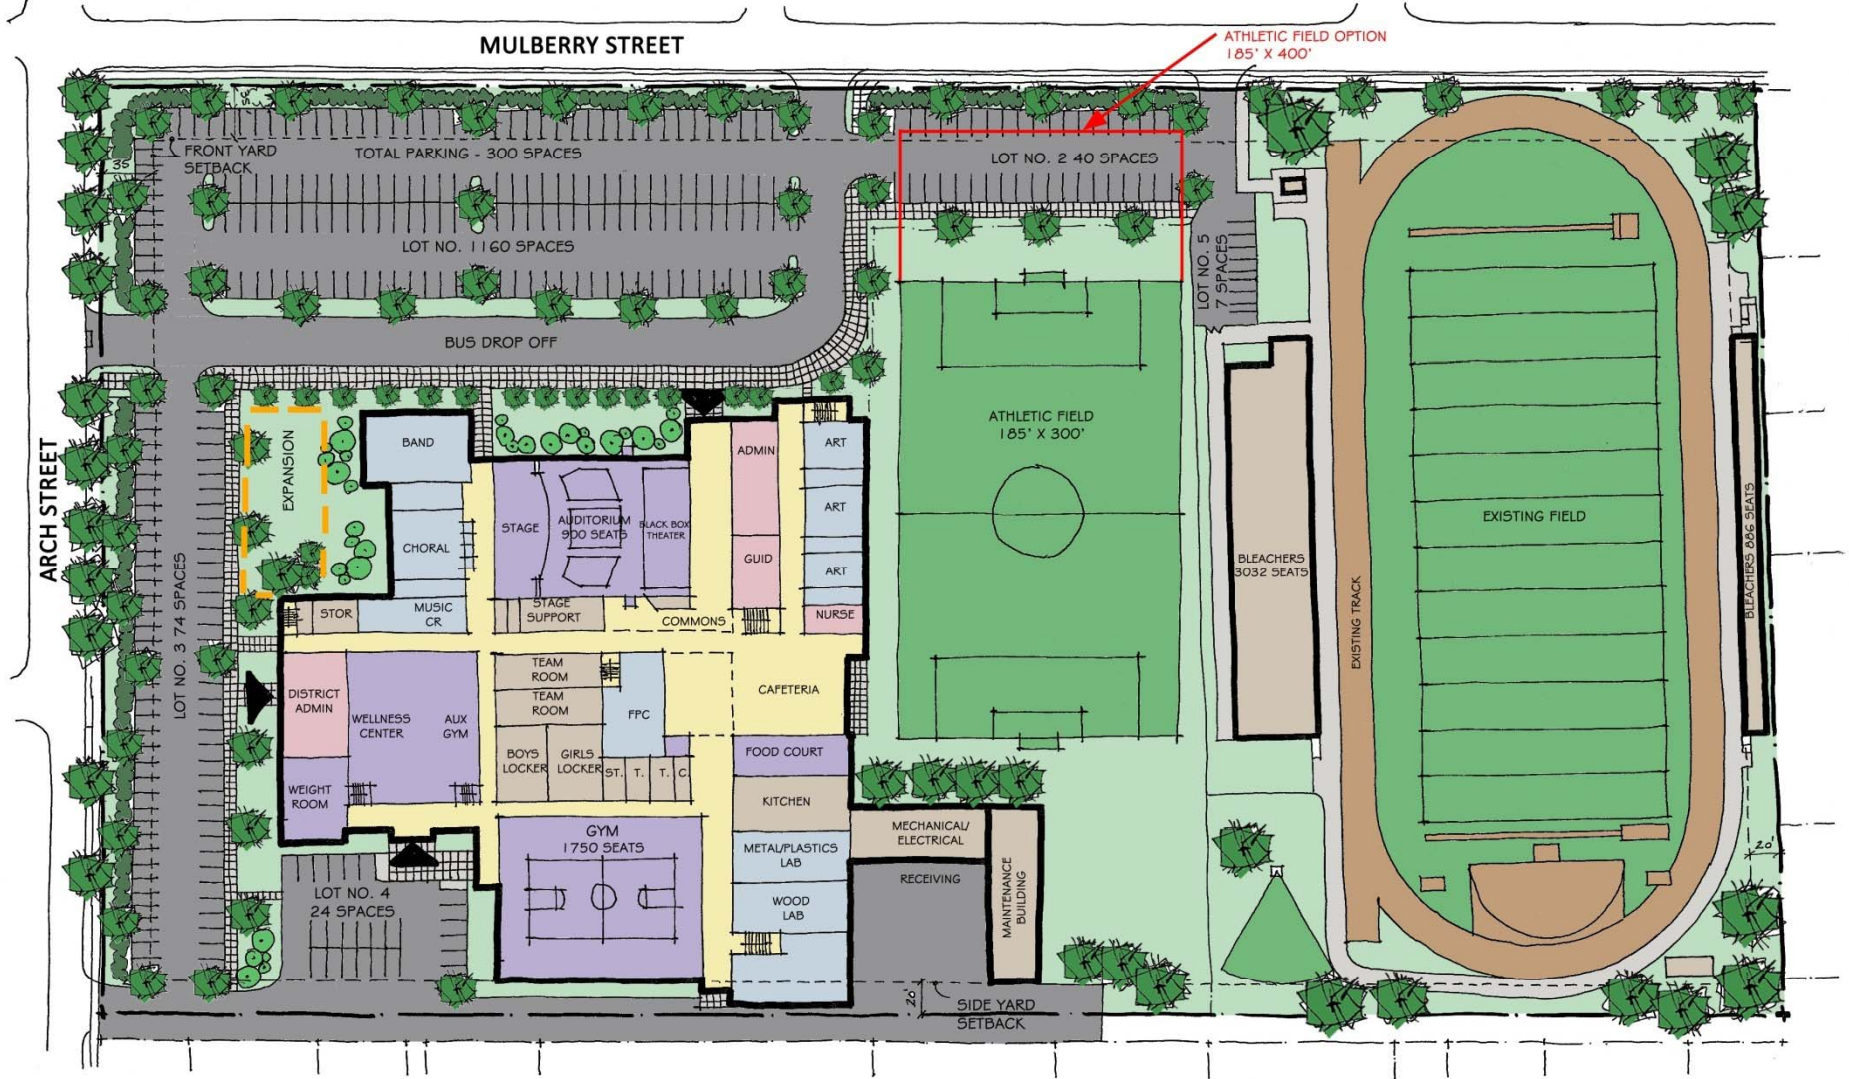 MULBERRY STREET
ATHLETIC FIELD OPTION
185' X 400'
35'
FRONT YARD
SETBACK
35
TOTAL PARKING - 300 SPACES
LOT NO. 2 40 SPACES
LOT NO. 1 160 SPACES
LOT NO. 5
7 SPACES
BUS DROP OFF
ARCH STREET
EXPANSION
LOT NO. 3 74 SPACES
BAND
CHORAL
MUSIC
CR
STOR
STAGE
AUDITORIUM
900 SEATS
BLACK BOX
THEATER
STAGE
SUPPORT
COMMONS
ADMIN
GUID
ART
ART
ART
NURSE
ATHLETIC FIELD
185' X 300'
BLEACHERS
3032 SEATS
EXISTING TRACK
EXISTING FIELD
BLEACHERS 886 SEATS
DISTRICT
ADMIN
WELLNESS
CENTER
AUX
GYM
WEIGHT
ROOM
TEAM
ROOM
TEAM
ROOM
BOYS
LOCKER
GIRLS
LOCKER
FPC
ST.
T.
T.
C.
CAFETERIA
FOOD COURT
KITCHEN
GYM
1750 SEATS
METAL/PLASTICS
LAB
WOOD
LAB
MECHANICAL/
ELECTRICAL
RECEIVING
MAINTENANCE
BUILDING
LOT NO. 4
24 SPACES
20'
20'
SIDE YARD
SETBACK